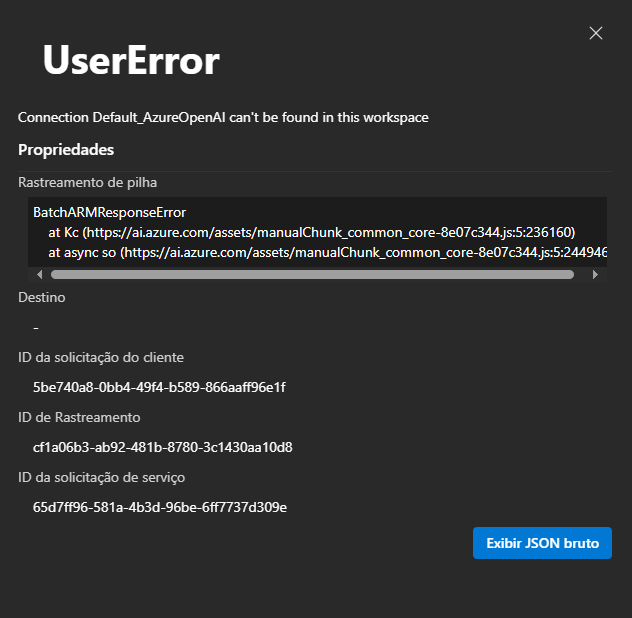 UserError
Connection Default_AzureOpenAI can't be found in this workspace
Propriedades
Rastreamento de pilha
BatchARMResponseError
at Kc (https://ai.azure.com/assets/manualChunk_common_core-8e07c344.js:5:236160)
at async so (https://ai.azure.com/assets/manualChunk_common_core-8e07c344.js:5:244946
Destino
-
ID da solicitação do cliente
5be740a8-0bb4-49f4-b589-866aaff96e1f
ID de Rastreamento
cf1a06b3-ab92-481b-8780-3c1430aa10d8
ID da solicitação de serviço
65d7ff96-581a-4b3d-96be-6ff7737d309e
Exibir JSON bruto